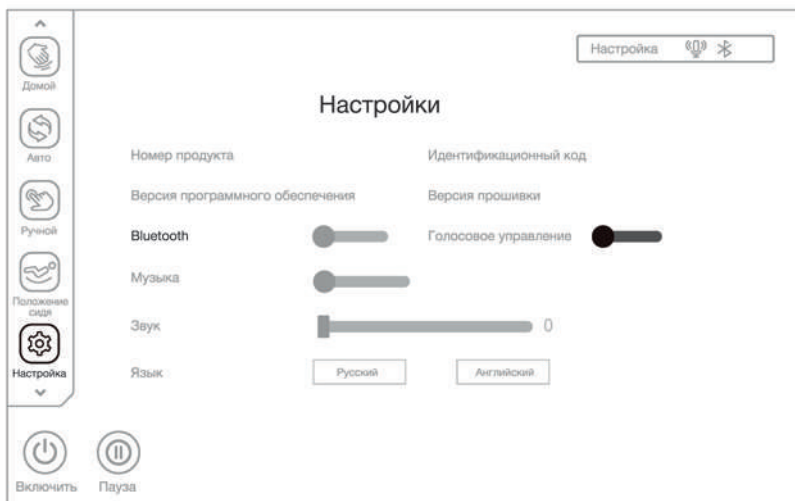 Настройка
Домой
Настройки
Авто
Номер продукта
Идентификационный код
Версия программного обеспечения
Версия прошивки
Ручной
Bluetooth
Голосовое управление
Музыка
Положение
сидя
Звук
0
Настройка
Язык
Русский
Английский
Включить
Пауза